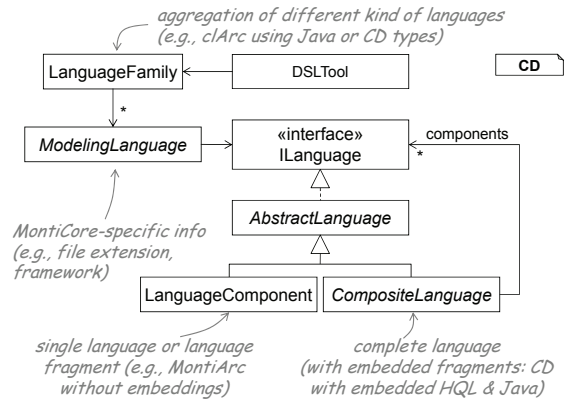 aggregation of different kind of languages
(e.g., clArc using Java or CD types)
LanguageFamily
DSLTool
CD
*
ModelingLanguage
«interface»
ILanguage
components
*
AbstractLanguage
MontiCore-specific info
(e.g., file extension,
framework)
LanguageComponent
CompositeLanguage
single language or language
fragment (e.g., MontiArc
without embeddings)
complete language
(with embedded fragments: CD
with embedded HQL & Java)